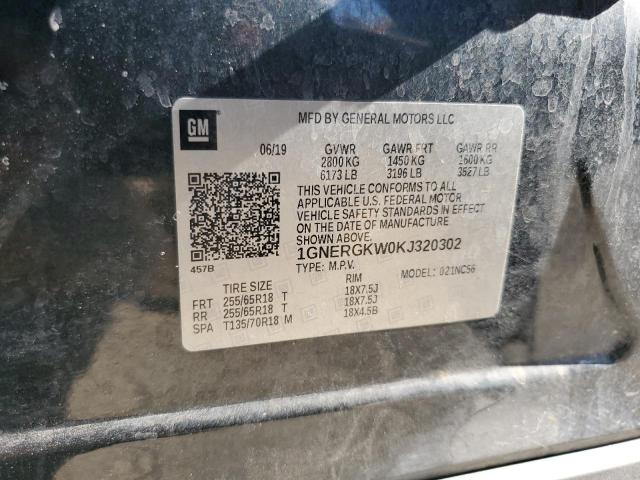 GM
MFD BY GENERAL MOTORS LLC
06/19 GVWR GAWR FRT GAWR RR
2800 KG 1450 KG 1600 KG
6173 LB 3196 LB 3527 LB
THIS VEHICLE CONFORMS TO ALL
APPLICABLE U.S. FEDERAL MOTOR
VEHICLE SAFETY STANDARDS IN EFFECT
ON THE DATE OF MANUFACTURE
SHOWN ABOVE.
1GNERGKW0KJ320302
457B
TYPE: M.P.V. MODEL: 021NC56
TIRE SIZE RIM
FRT 255/65R18 T 18X7.5J
RR 255/65R18 T 18X7.5J
SPA T135/70R18 M 18X4.5B